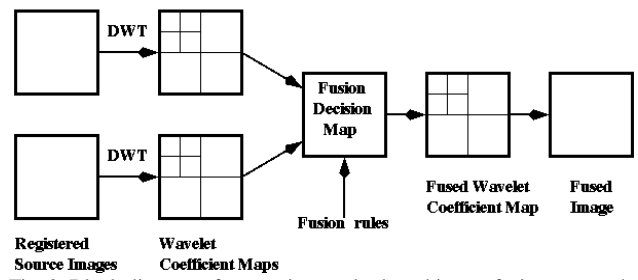 DWT
DWT
Fusion
Decision
Map
Fusion rules
Registered
Source Images
Wavelet
Coefficient Maps
Fused Wavelet
Coefficient Map
Fused
Image